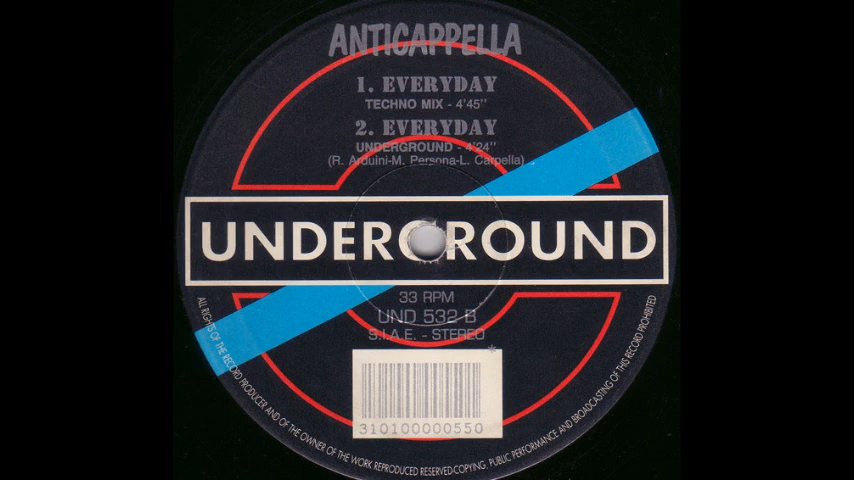 ANTICAPPELLA
1. EVERYDAY
TECHNO MIX - 4'45"
2. EVERYDAY
UNDERGROUND - 4'24"
(R. Arduini-M. Persona-L. Carpella)
UNDERGROUND
33 RPM
UND 532 B
S.I.A.E. - STEREO
*
310100000550
ALL RIGHTS OF THE RECORD PRODUCER AND OF THE OWNER OF THE WORK REPRODUCED RESERVED-COPYING, PUBLIC PERFORMANCE AND BROADCASTING OF THIS RECORD PROHIBITED